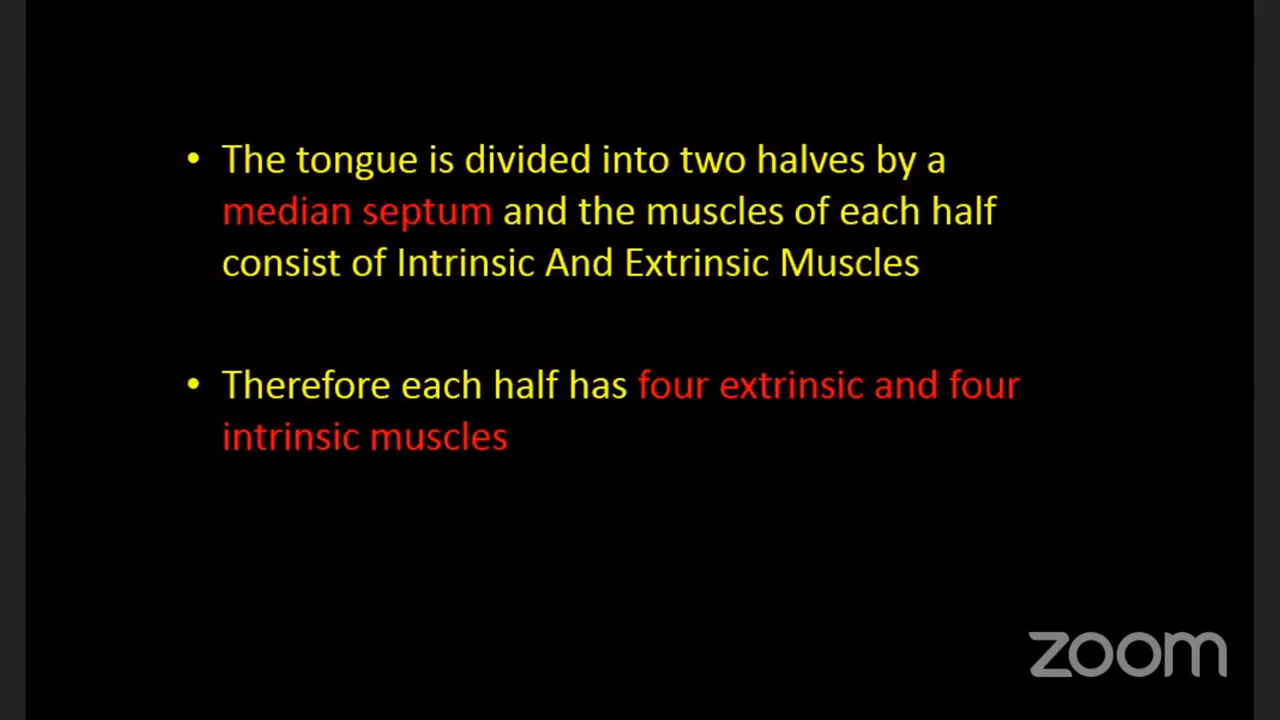 • The tongue is divided into two halves by a
median septum and the muscles of each half
consist of Intrinsic And Extrinsic Muscles
• Therefore each half has four extrinsic and four
intrinsic muscles
zoom